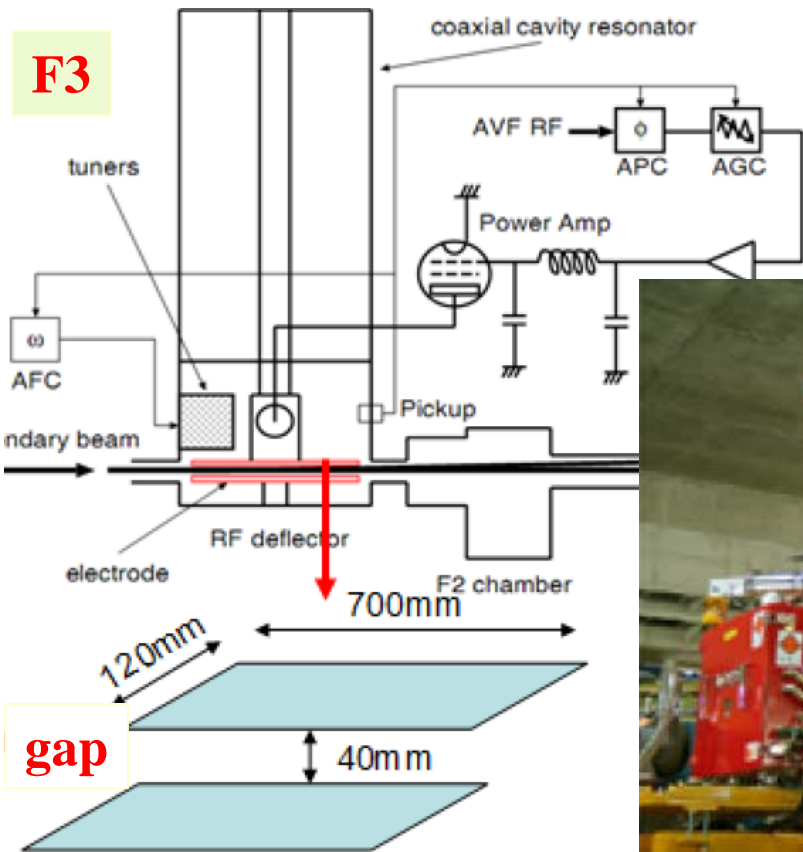 F3
coaxial cavity resonator
AVF RF
ϕ
APC
AGC
tuners
Power Amp
ω
AFC
Pickup
ndary beam
RF deflector
electrode
F2 chamber
700mm
120mm
gap
40mm